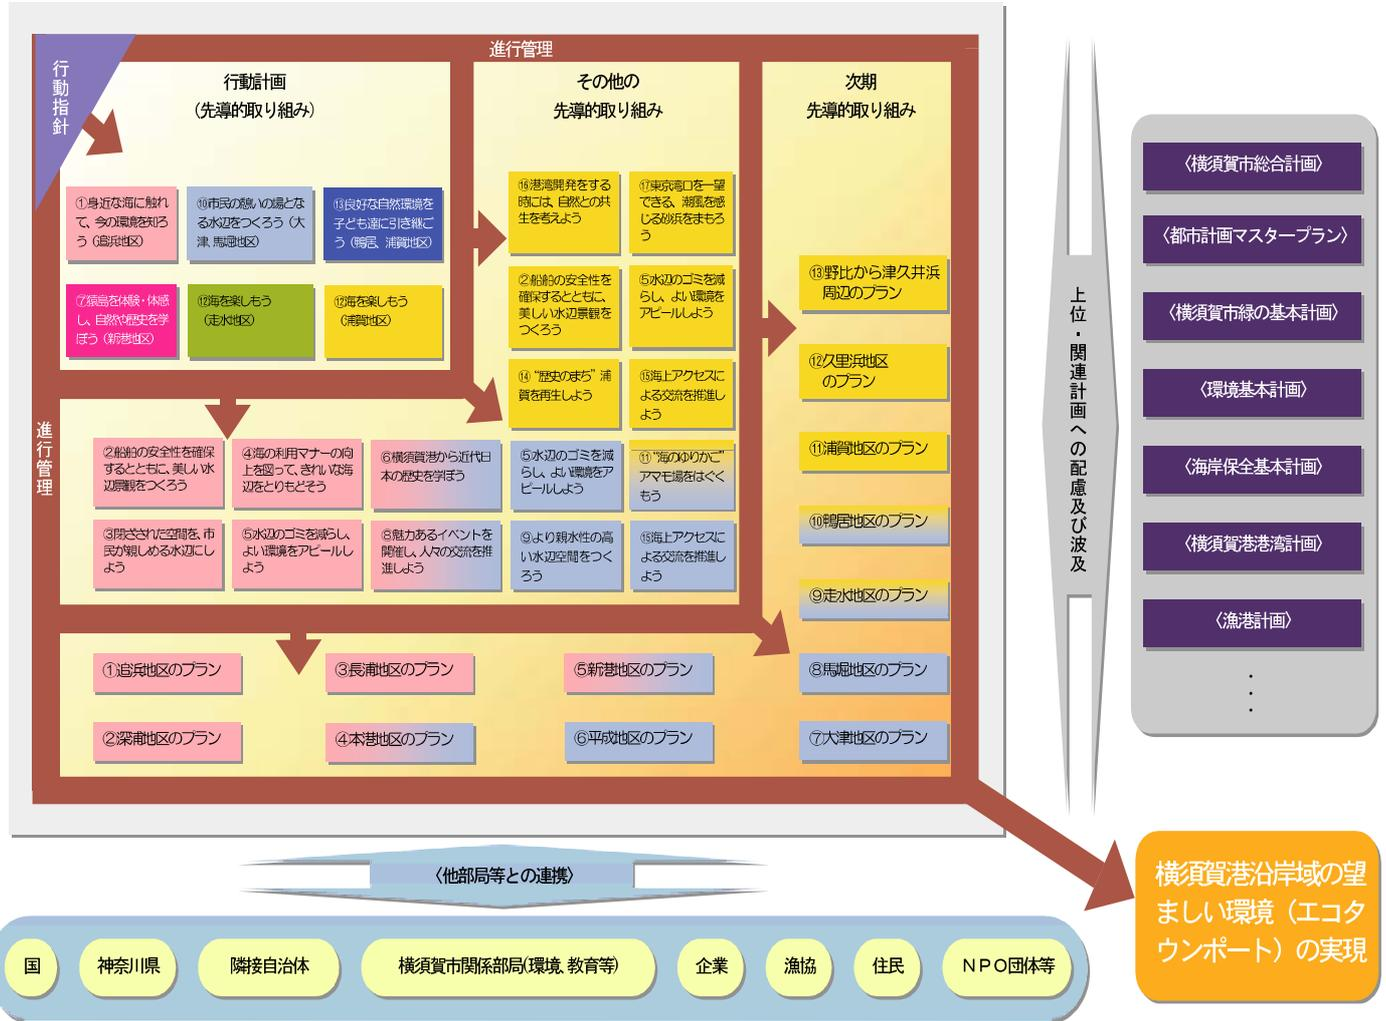 進行管理
行動指針
行動計画
（先導的取り組み）
①身近な海に触れ
て、今の環境を知ろ
う（追浜地区）
⑩市民の憩いの場とな
る水辺をつくろう（大
津、馬堀地区）
⑬良好な自然環境を
子ども達に引き継ご
う（鴨居、浦賀地区）
⑦猿島を体験・体感
し、自然や歴史を学
ぼう（新港地区）
⑫海を楽しもう
（走水地区）
⑫海を楽しもう
（浦賀地区）
その他の
先導的取り組み
⑯港湾開発をする
時には、自然との共
生を考えよう
⑰東京湾口を一望
できる、潮風を感
じる砂浜をまもろ
う
②船舶の安全性を
確保するとともに、
美しい水辺景観を
つくろう
⑤水辺のゴミを減
らし、よい環境を
アピールしよう
⑭“歴史のまち”浦
賀を再生しよう
⑮海上アクセスに
よる交流を推進し
よう
進行管理
②船舶の安全性を確保
するとともに、美しい水
辺景観をつくろう
④海の利用マナーの向
上を図って、きれいな海
辺をとりもどそう
⑥横須賀港から近代日
本の歴史を学ぼう
⑤水辺のゴミを減
らし、よい環境をア
ピールしよう
⑪“海のゆりかご”
アマモ場をはぐく
もう
③閉ざされた空間を、市
民が親しめる水辺にし
よう
⑤水辺のゴミを減らし、
よい環境をアピールし
よう
⑧魅力あるイベントを
開催し、人々の交流を推
進しよう
⑨より親水性の高
い水辺空間をつく
ろう
⑮海上アクセスに
よる交流を推進し
よう
次期
先導的取り組み
⑬野比から津久井浜
周辺のプラン
⑫久里浜地区
のプラン
⑪浦賀地区のプラン
⑩鴨居地区のプラン
⑨走水地区のプラン
⑧馬堀地区のプラン
⑦大津地区のプラン
①追浜地区のプラン
③長浦地区のプラン
⑤新港地区のプラン
②深浦地区のプラン
④本港地区のプラン
⑥平成地区のプラン
上位・関連計画への配慮及び波及
〈横須賀市総合計画〉
〈都市計画マスタープラン〉
〈横須賀市緑の基本計画〉
〈環境基本計画〉
〈海岸保全基本計画〉
〈横須賀港港湾計画〉
〈漁港計画〉
・
・
・
〈他部局等との連携〉
国
神奈川県
隣接自治体
横須賀市関係部局(環境、教育等)
企業
漁協
住民
ＮＰＯ団体等
横須賀港沿岸域の望
ましい環境（エコタ
ウンポート）の実現